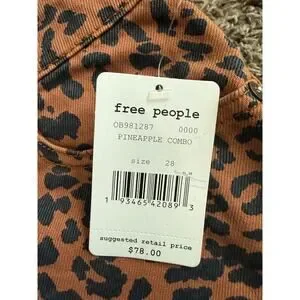 free people
OB981287 0000
PINEAPPLE COMBO
size 28
1 93465 42089 3
suggested retail price
$78.00